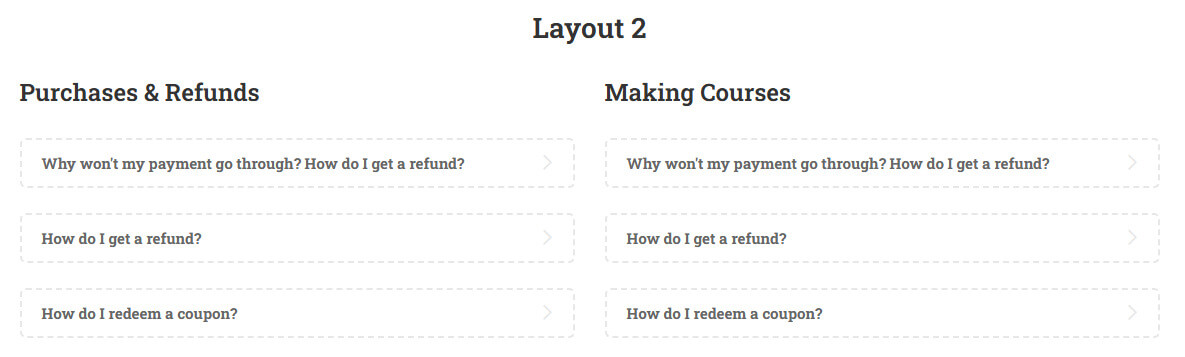 Layout 2
Purchases & Refunds
Why won't my payment go through? How do I get a refund?
How do I get a refund?
How do I redeem a coupon?
Making Courses
Why won't my payment go through? How do I get a refund?
How do I get a refund?
How do I redeem a coupon?